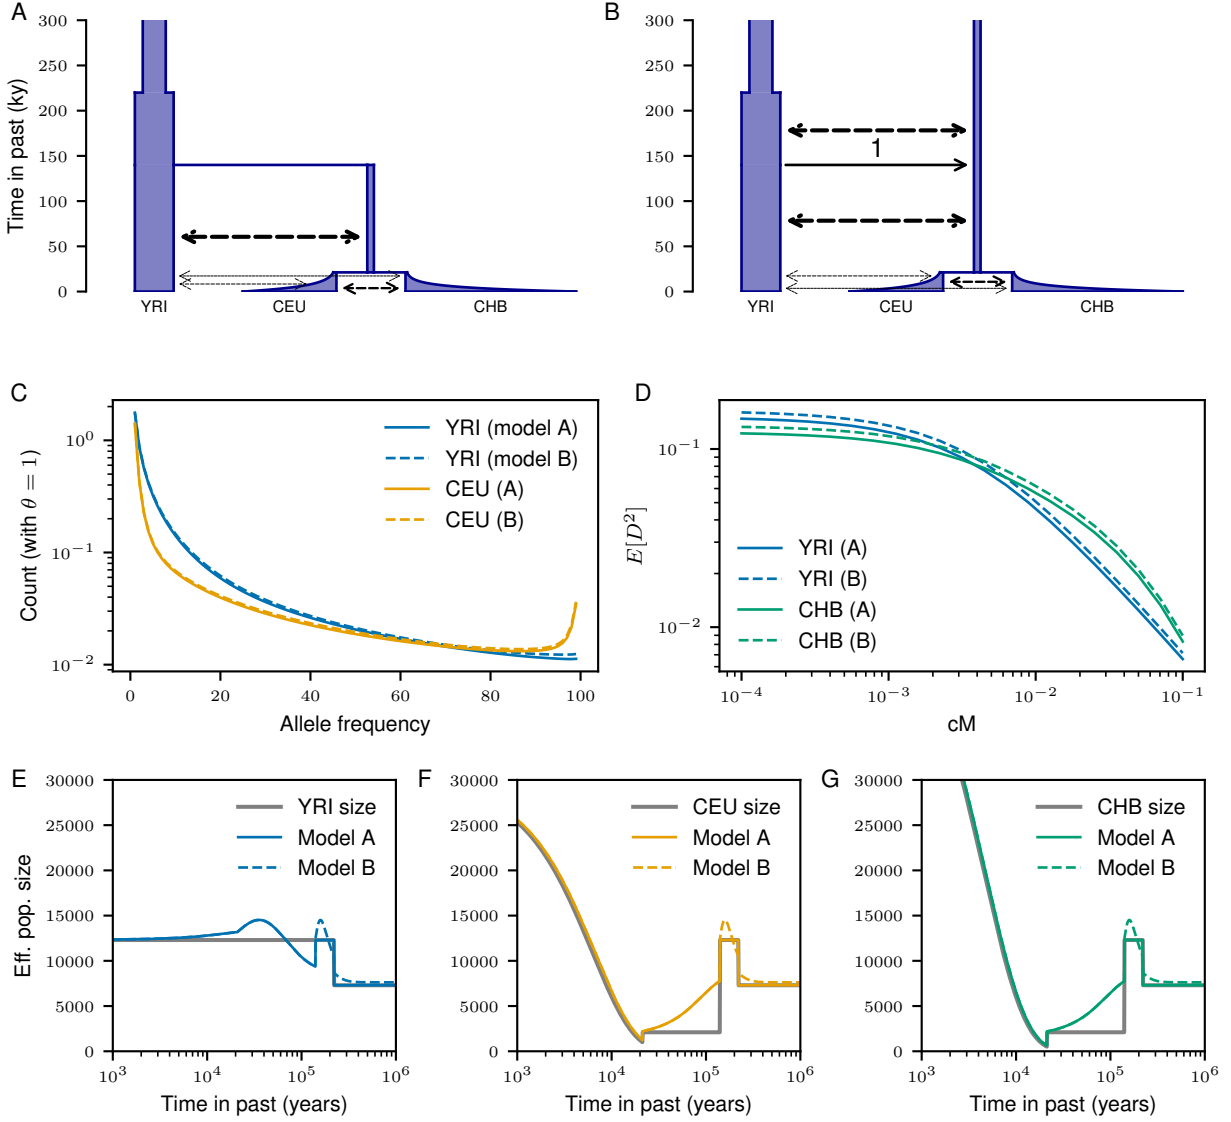 A
B
300
250
200
150
100
50
0
Time in past (ky)
YRI
CEU
CHB
300
250
200
150
100
50
0
1
YRI
CEU
CHB
C
D
10^0
10^-1
10^-2
Count (with θ = 1)
YRI (model A)
YRI (model B)
CEU (A)
CEU (B)
0 20 40 60 80 100
Allele frequency
10^-1
10^-2
E[D^2]
YRI (A)
YRI (B)
CHB (A)
CHB (B)
10^-4 10^-3 10^-2 10^-1
cM
E
F
G
30000
25000
20000
15000
10000
5000
0
Eff. pop. size
YRI size
Model A
Model B
10^3 10^4 10^5 10^6
Time in past (years)
30000
25000
20000
15000
10000
5000
0
CEU size
Model A
Model B
10^3 10^4 10^5 10^6
Time in past (years)
30000
25000
20000
15000
10000
5000
0
CHB size
Model A
Model B
10^3 10^4 10^5 10^6
Time in past (years)